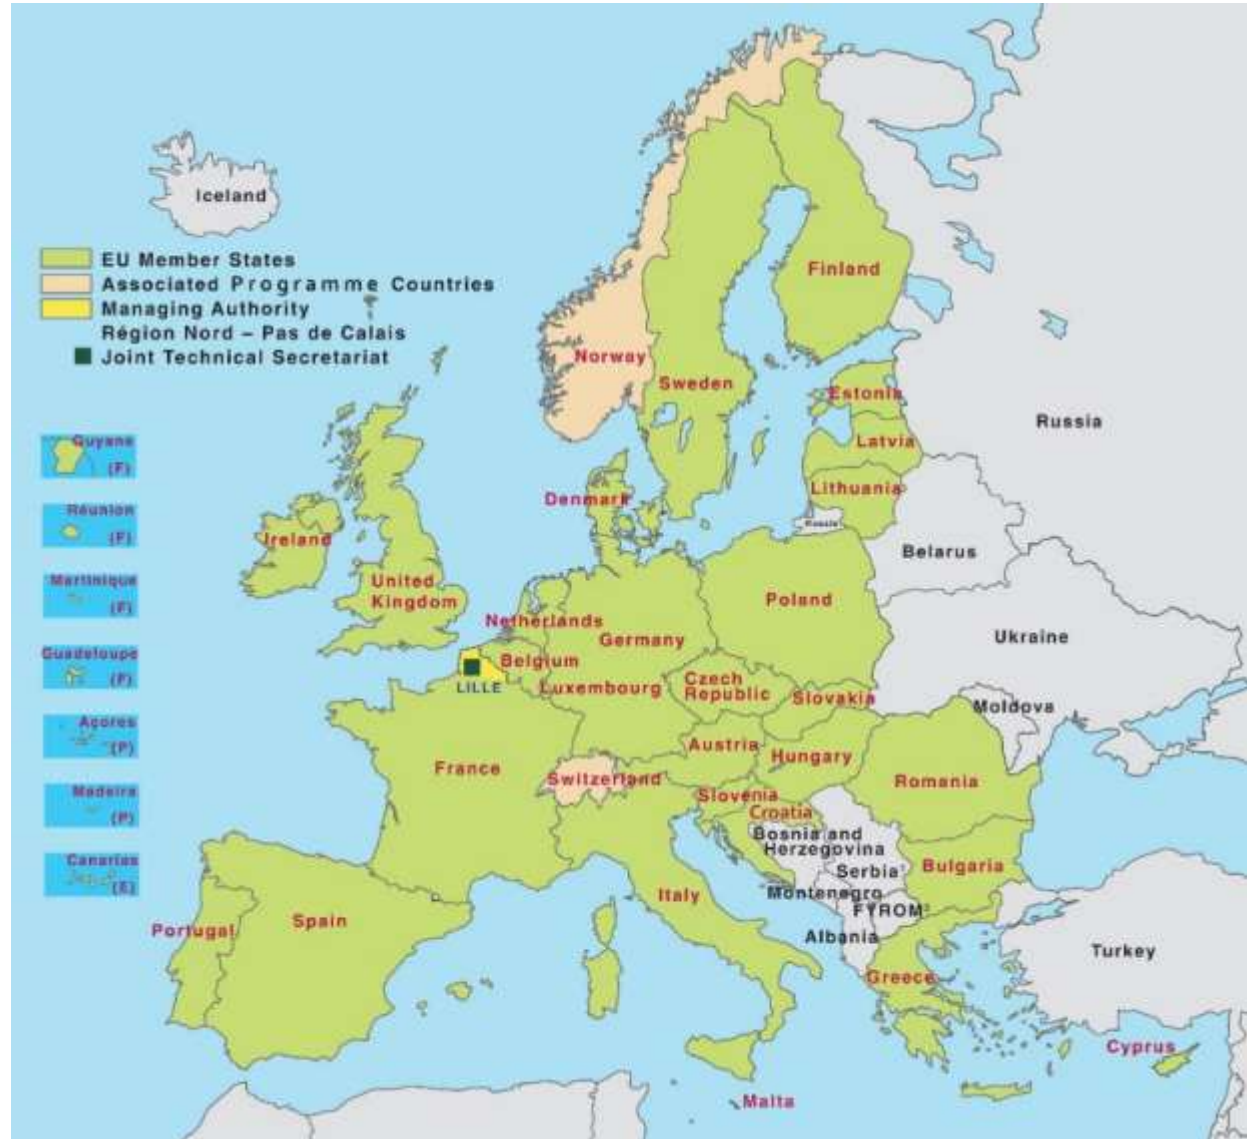 Iceland
EU Member States
Associated Programme Countries
Managing Authority
Région Nord – Pas de Calais
Joint Technical Secretariat
Finland
Norway
Sweden
Estonia
Russia
Latvia
Guyane
(F)
Lithuania
Denmark
Réunion
(F)
Russia
Ireland
Belarus
Martinique
(F)
United
Kingdom
Poland
Netherlands
Germany
Ukraine
Guadeloupe
(F)
Belgium
LILLE
Luxembourg
Czech
Republic
Slovakia
Moldova
Açores
(P)
Austria
Hungary
France
Switzerland
Romania
Madeira
(P)
Slovenia
Croatia
Bosnia and
Herzegovina
Canarias
(E)
Serbia¹
Bulgaria
Montenegro
Italy
FYROM²
Spain
Portugal
Albania
Turkey
Greece
Cyprus
Malta